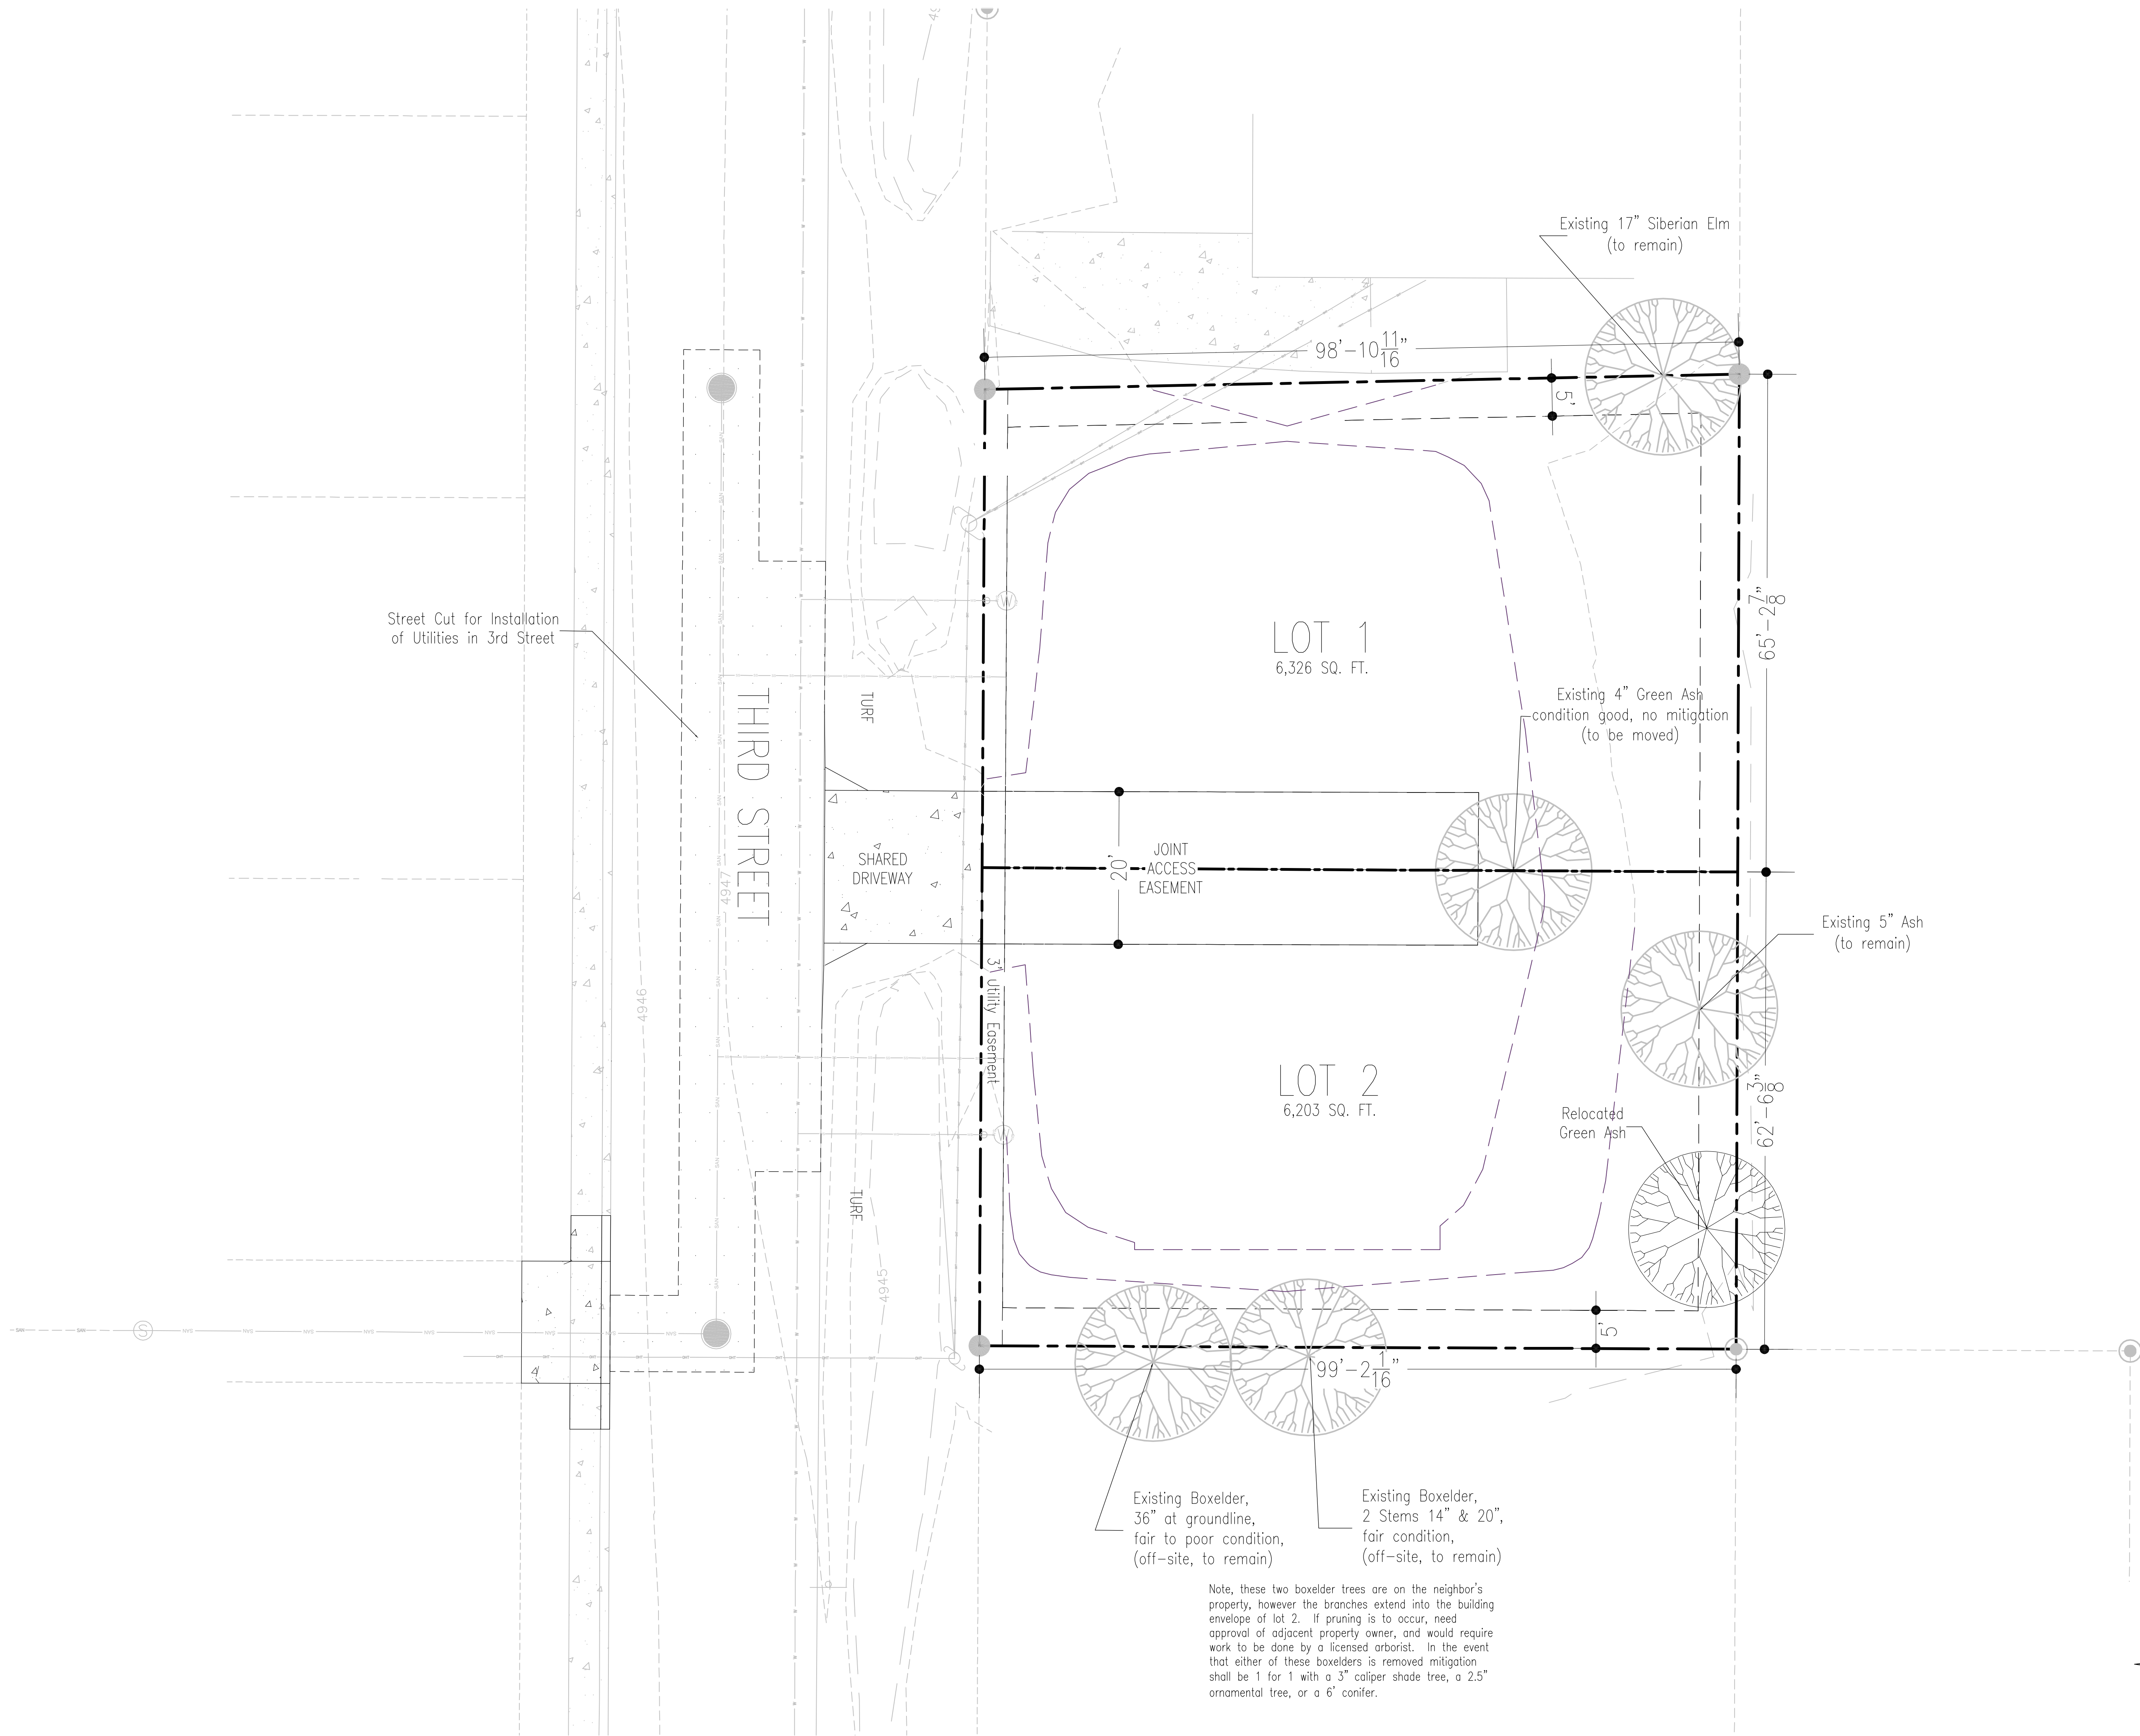 Existing 17" Siberian Elm
(to remain)
98'-10 11/16"
5'
65'-2 7/8"
Street Cut for Installation
of Utilities in 3rd Street
LOT 1
6,326 SQ. FT.
THIRD STREET
TURF
Existing 4" Green Ash
condition good, no mitigation
(to be moved)
W
SHARED
DRIVEWAY
20'
JOINT
ACCESS
EASEMENT
4947
4946
Existing 5" Ash
(to remain)
3' Utility Easement
LOT 2
6,203 SQ. FT.
62'-6 3/8"
Relocated
Green Ash
W
TURF
4945
5'
S
SAN
99'-2 1/16"
Existing Boxelder,
36" at groundline,
fair to poor condition,
(off-site, to remain)
Existing Boxelder,
2 Stems 14" & 20",
fair condition,
(off-site, to remain)
Note, these two boxelder trees are on the neighbor's
property, however the branches extend into the building
envelope of lot 2. If pruning is to occur, need
approval of adjacent property owner, and would require
work to be done by a licensed arborist. In the event
that either of these boxelders is removed mitigation
shall be 1 for 1 with a 3" caliper shade tree, a 2.5"
ornamental tree, or a 6' conifer.